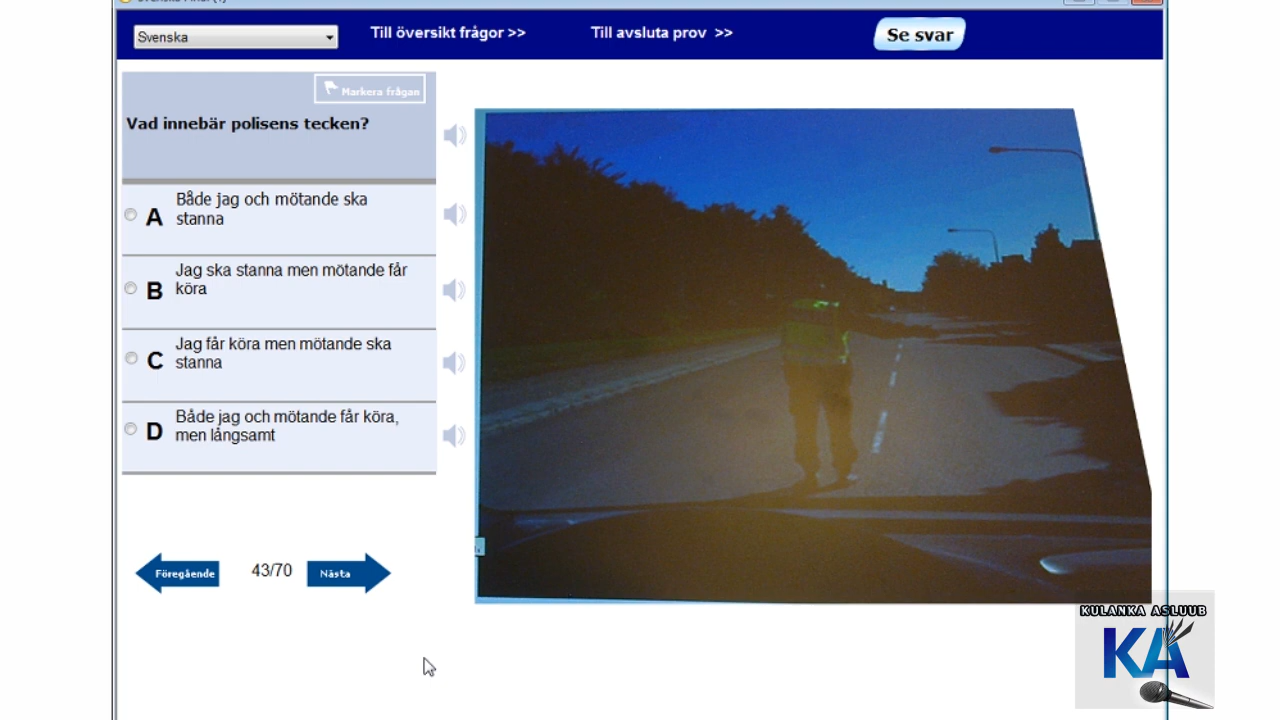 Svenska
Till översikt frågor >>
Till avsluta prov >>
Se svar
Markera frågan
Vad innebär polisens tecken?
A
Både jag och mötande ska
stanna
B
Jag ska stanna men mötande får
köra
C
Jag får köra men mötande ska
stanna
D
Både jag och mötande får köra,
men långsamt
Föregående
43/70
Nästa
KULANKA ASLUUB
KA